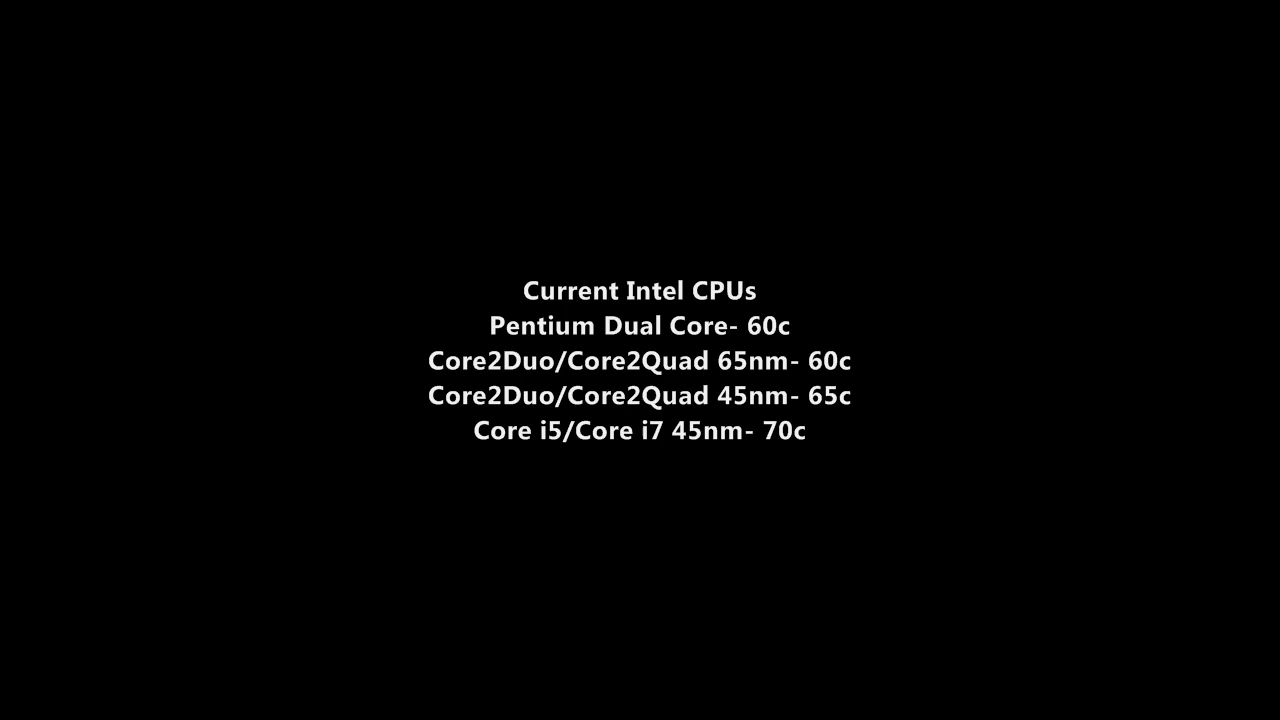 Current Intel CPUs
Pentium Dual Core- 60c
Core2Duo/Core2Quad 65nm- 60c
Core2Duo/Core2Quad 45nm- 65c
Core i5/Core i7 45nm- 70c